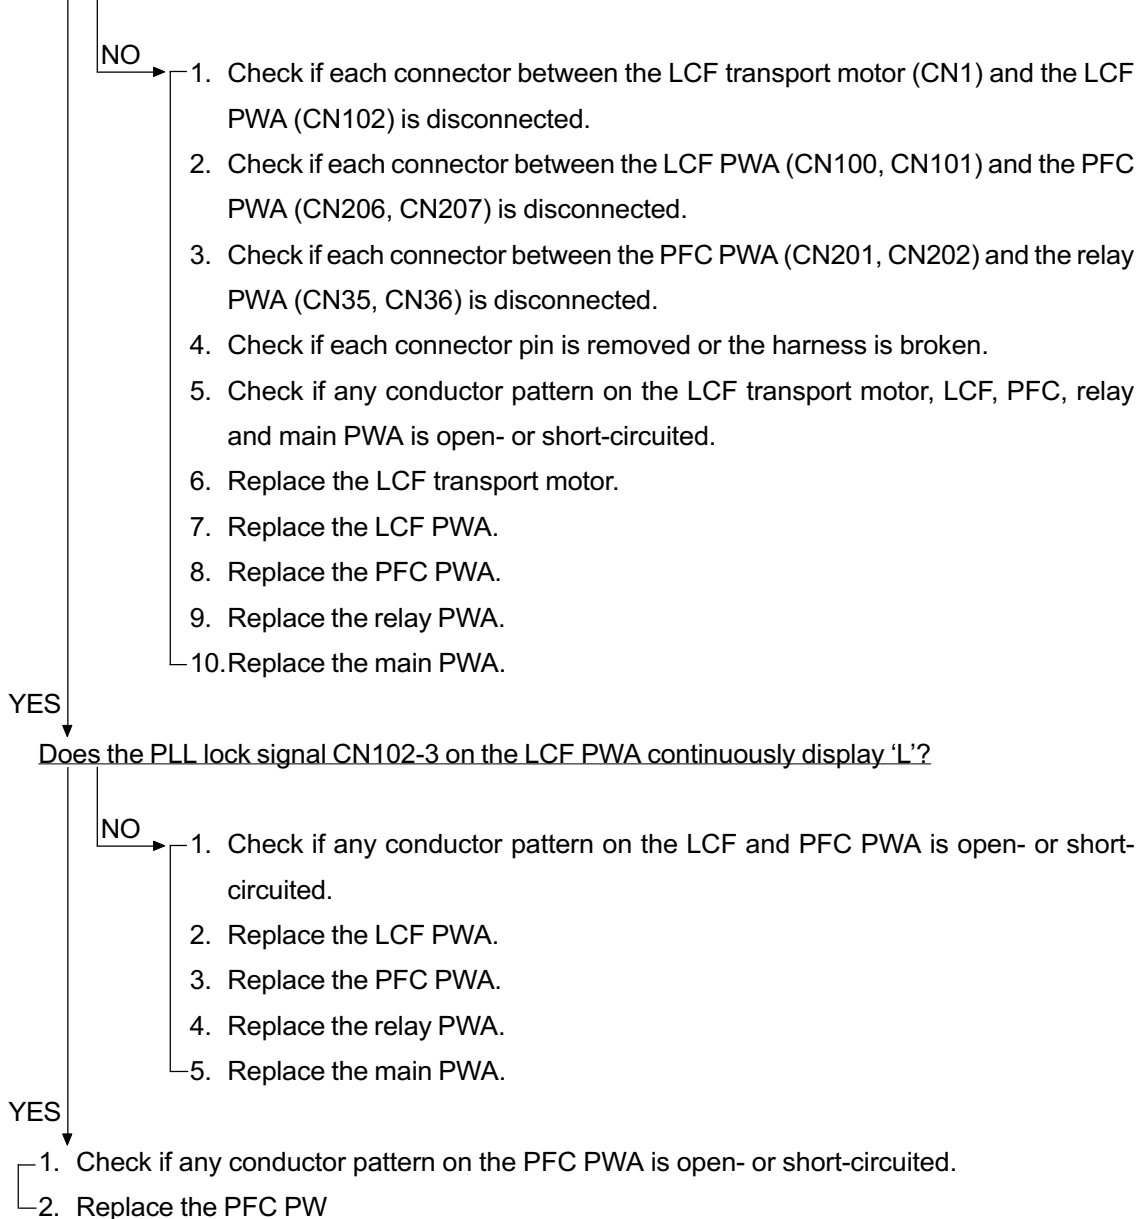 NO
1. Check if each connector between the LCF transport motor (CN1) and the LCF
PWA (CN102) is disconnected.
2. Check if each connector between the LCF PWA (CN100, CN101) and the PFC
PWA (CN206, CN207) is disconnected.
3. Check if each connector between the PFC PWA (CN201, CN202) and the relay
PWA (CN35, CN36) is disconnected.
4. Check if each connector pin is removed or the harness is broken.
5. Check if any conductor pattern on the LCF transport motor, LCF, PFC, relay
and main PWA is open- or short-circuited.
6. Replace the LCF transport motor.
7. Replace the LCF PWA.
8. Replace the PFC PWA.
9. Replace the relay PWA.
10.Replace the main PWA.
YES
Does the PLL lock signal CN102-3 on the LCF PWA continuously display ‘L’?
NO
1. Check if any conductor pattern on the LCF and PFC PWA is open- or short-
circuited.
2. Replace the LCF PWA.
3. Replace the PFC PWA.
4. Replace the relay PWA.
5. Replace the main PWA.
YES
1. Check if any conductor pattern on the PFC PWA is open- or short-circuited.
2. Replace the PFC PW